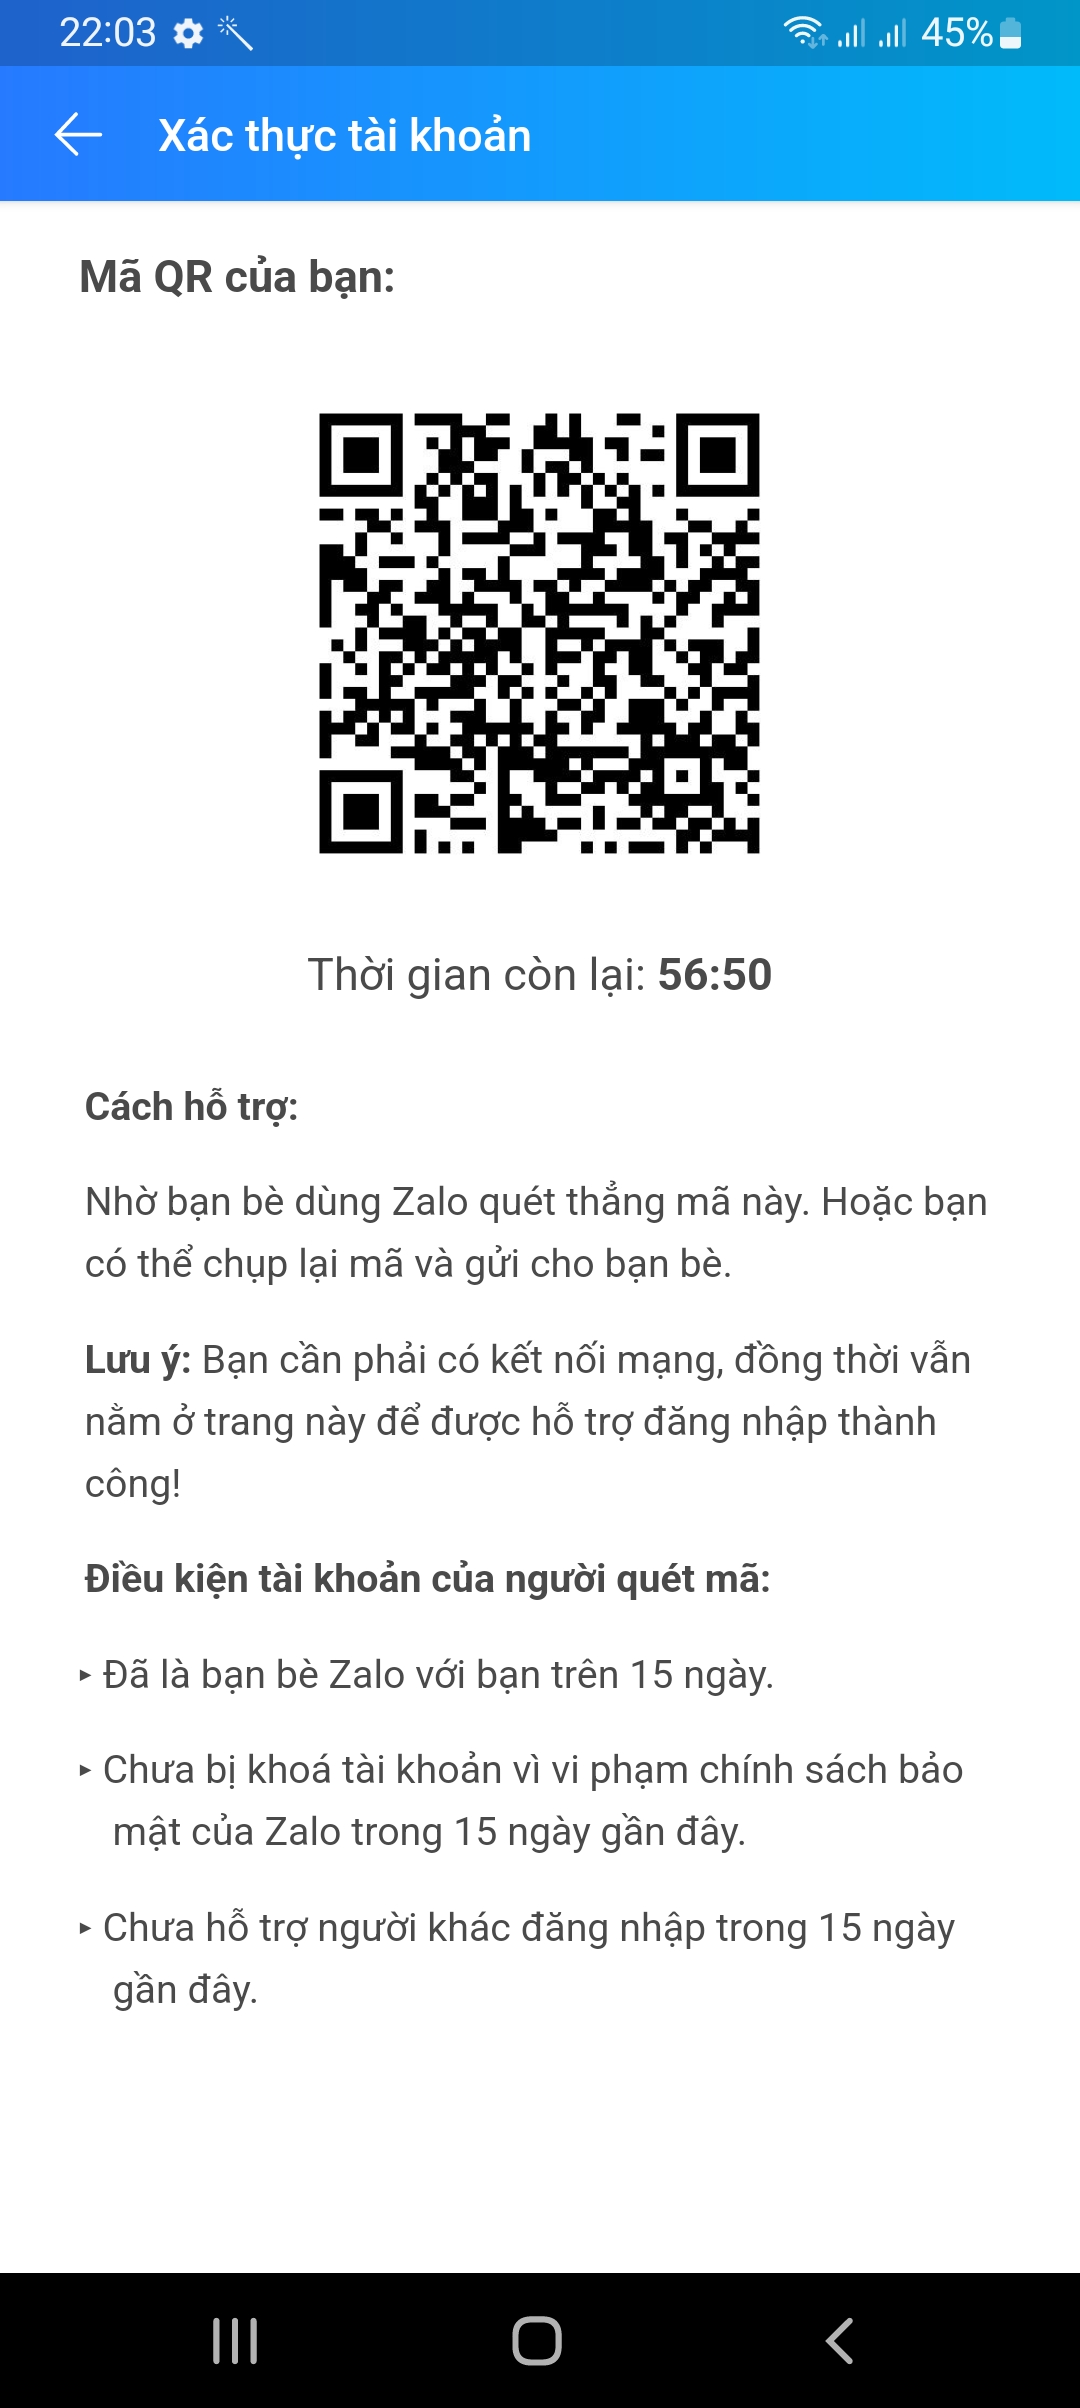 22:03
45%
Xác thực tài khoản
Mã QR của bạn:
Thời gian còn lại: 56:50
Cách hỗ trợ:
Nhờ bạn bè dùng Zalo quét thẳng mã này. Hoặc bạn
có thể chụp lại mã và gửi cho bạn bè.
Lưu ý: Bạn cần phải có kết nối mạng, đồng thời vẫn
nằm ở trang này để được hỗ trợ đăng nhập thành
công!
Điều kiện tài khoản của người quét mã:
▸ Đã là bạn bè Zalo với bạn trên 15 ngày.
▸ Chưa bị khoá tài khoản vì vi phạm chính sách bảo
mật của Zalo trong 15 ngày gần đây.
▸ Chưa hỗ trợ người khác đăng nhập trong 15 ngày
gần đây.